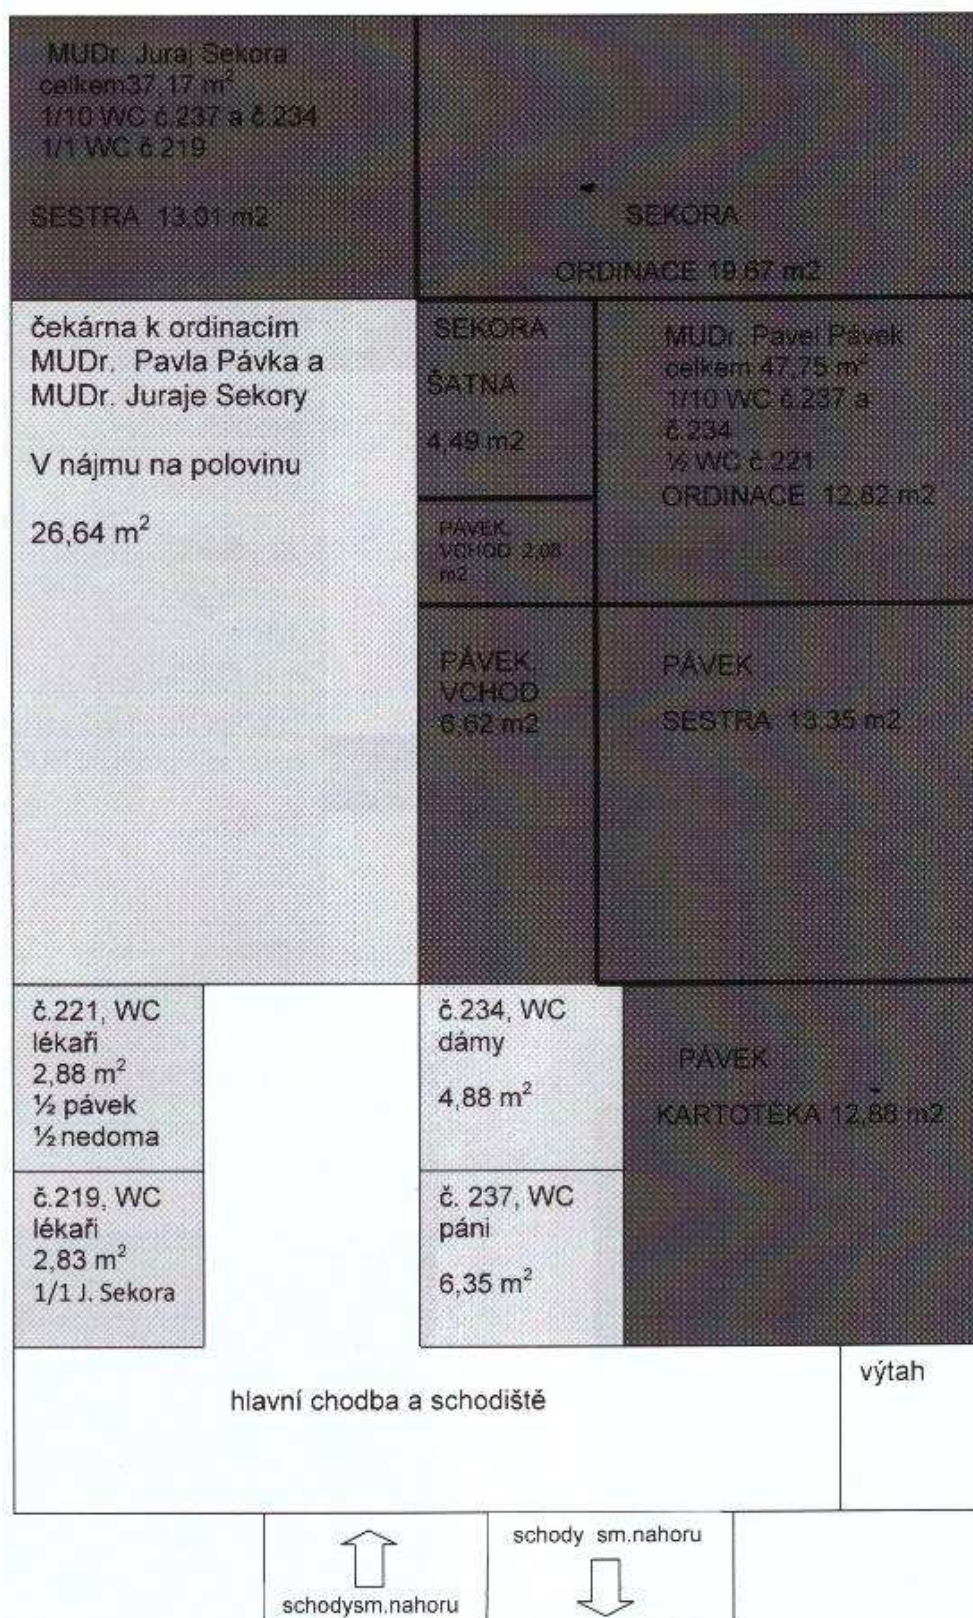 MUDr. Juraj Sekora
celkem37,17 m²
1/10 WC č.237 a č.234
1/1 WC č.219
SESTRA 13,01 m2
SEKORA
ORDINACE 19,67 m2
čekárna k ordinacím
MUDr. Pavla Pávka a
MUDr. Juraje Sekory
V nájmu na polovinu
26,64 m²
SEKORA
ŠATNA
4,49 m2
MUDr. Pavel Pávek
celkem 47,75 m²
1/10 WC č.237 a
č.234
½ WC č.221
ORDINACE 12,82 m2
PÁVEK
VCHOD 2,08
m2
PÁVEK
VCHOD
6,62 m2
PÁVEK
SESTRA 13.35 m2
č.221, WC
lékaři
2,88 m²
½ pávek
½ nedoma
č.234, WC
dámy
4,88 m²
PÁVEK
KARTOTÉKA 12,88 m2
č.219, WC
lékaři
2,83 m²
1/1 J. Sekora
č. 237, WC
páni
6,35 m²
hlavní chodba a schodiště
výtah
schodysm.nahoru
schody sm.nahoru